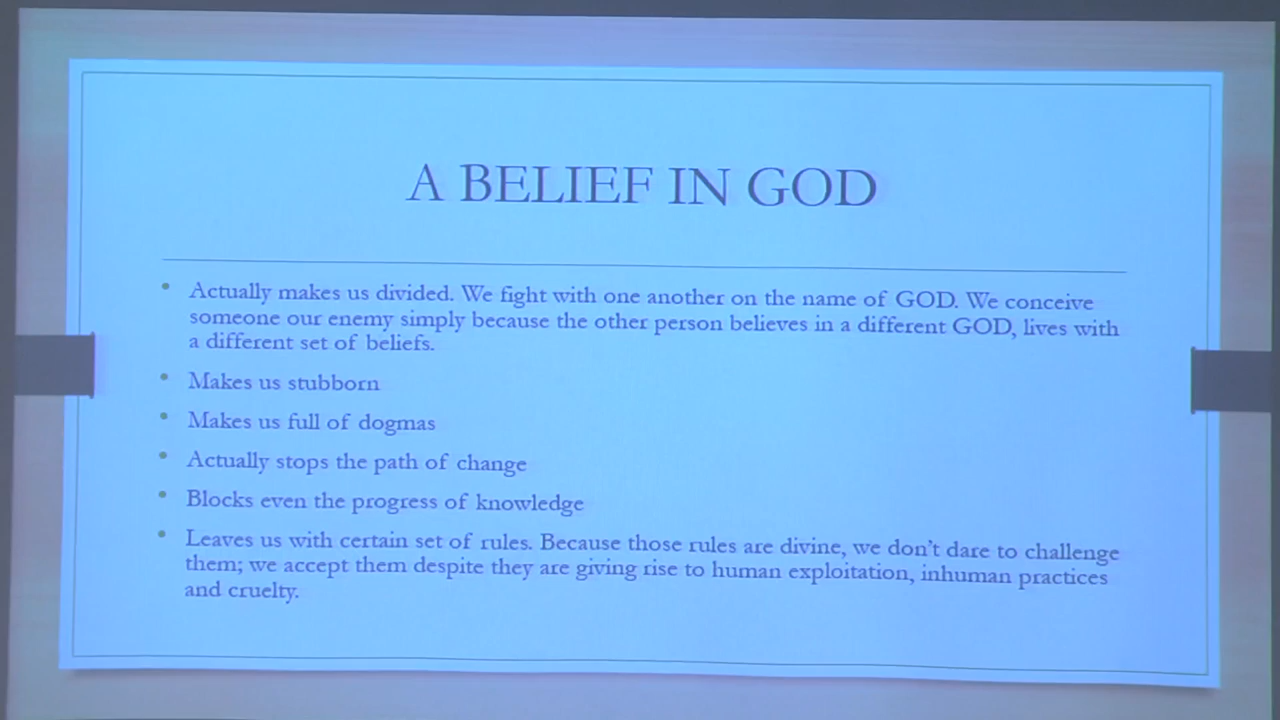 A BELIEF IN GOD
• Actually makes us divided. We fight with one another on the name of GOD. We conceive
someone our enemy simply because the other person believes in a different GOD, lives with
a different set of beliefs.
• Makes us stubborn
• Makes us full of dogmas
• Actually stops the path of change
• Blocks even the progress of knowledge
• Leaves us with certain set of rules. Because those rules are divine, we don’t dare to challenge
them; we accept them despite they are giving rise to human exploitation, inhuman practices
and cruelty.